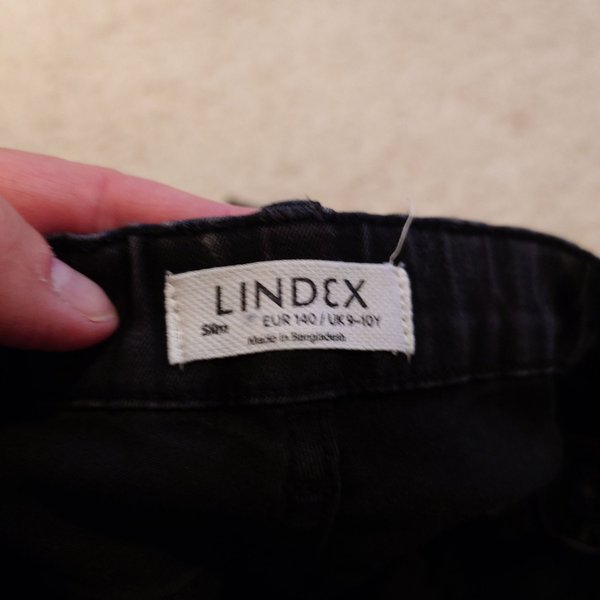 LINDEX
Slim EUR 140 / UK 9-10Y
Made in Bangladesh